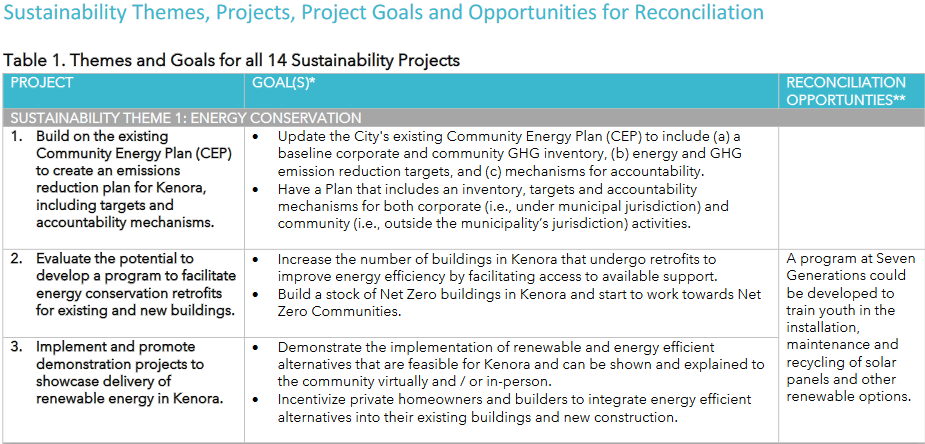 Sustainability Themes, Projects, Project Goals and Opportunities for Reconciliation
Table 1. Themes and Goals for all 14 Sustainability Projects
PROJECT
GOAL(S)*
RECONCILIATION
OPPORTUNTIES**
SUSTAINABILITY THEME 1: ENERGY CONSERVATION
1. Build on the existing
Community Energy Plan (CEP)
to create an emissions
reduction plan for Kenora,
including targets and
accountability mechanisms.
• Update the City's existing Community Energy Plan (CEP) to include (a) a
baseline corporate and community GHG inventory, (b) energy and GHG
emission reduction targets, and (c) mechanisms for accountability.
• Have a Plan that includes an inventory, targets and accountability
mechanisms for both corporate (i.e., under municipal jurisdiction) and
community (i.e., outside the municipality's jurisdiction) activities.
2. Evaluate the potential to
develop a program to facilitate
energy conservation retrofits
for existing and new buildings.
• Increase the number of buildings in Kenora that undergo retrofits to
improve energy efficiency by facilitating access to available support.
• Build a stock of Net Zero buildings in Kenora and start to work towards Net
Zero Communities.
A program at Seven
Generations could
be developed to
train youth in the
installation,
maintenance and
recycling of solar
panels and other
renewable options.
3. Implement and promote
demonstration projects to
showcase delivery of
renewable energy in Kenora.
• Demonstrate the implementation of renewable and energy efficient
alternatives that are feasible for Kenora and can be shown and explained to
the community virtually and / or in-person.
• Incentivize private homeowners and builders to integrate energy efficient
alternatives into their existing buildings and new construction.